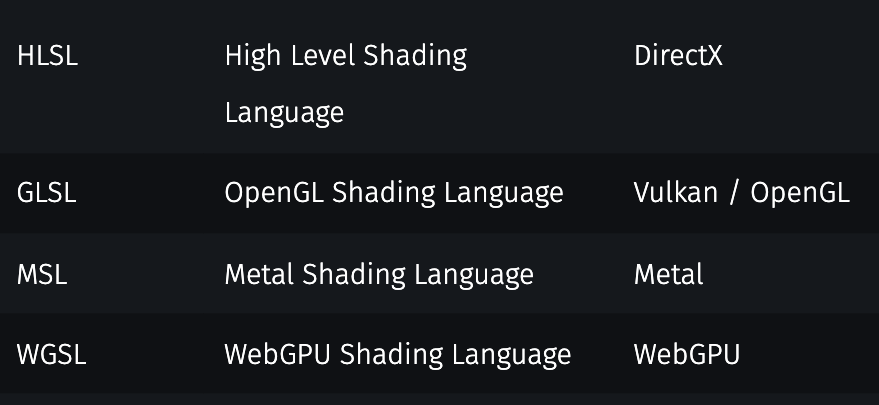 HLSL High Level Shading DirectX
Language
GLSL OpenGL Shading Language Vulkan / OpenGL
MSL Metal Shading Language Metal
WGSL WebGPU Shading Language WebGPU